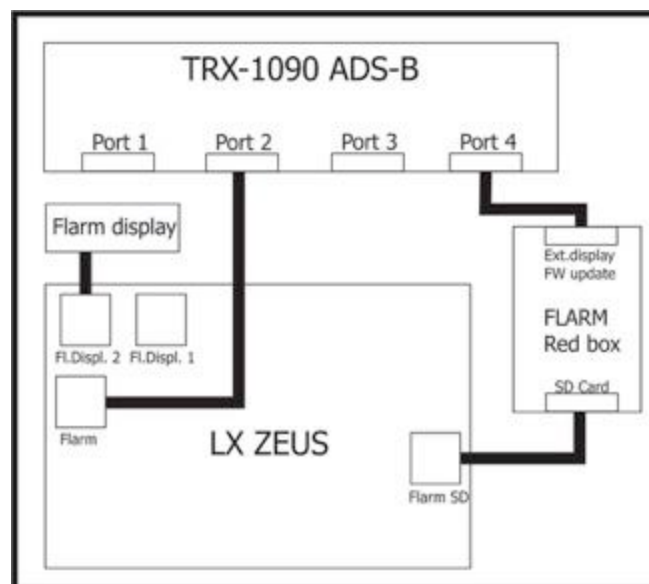 TRX-1090 ADS-B
Port 1 Port 2 Port 3 Port 4
Flarm display
Ext.display
FW update
FLARM
Red box
SD Card
Fl.Displ. 2 Fl.Displ. 1
Flarm
LX ZEUS
Flarm SD